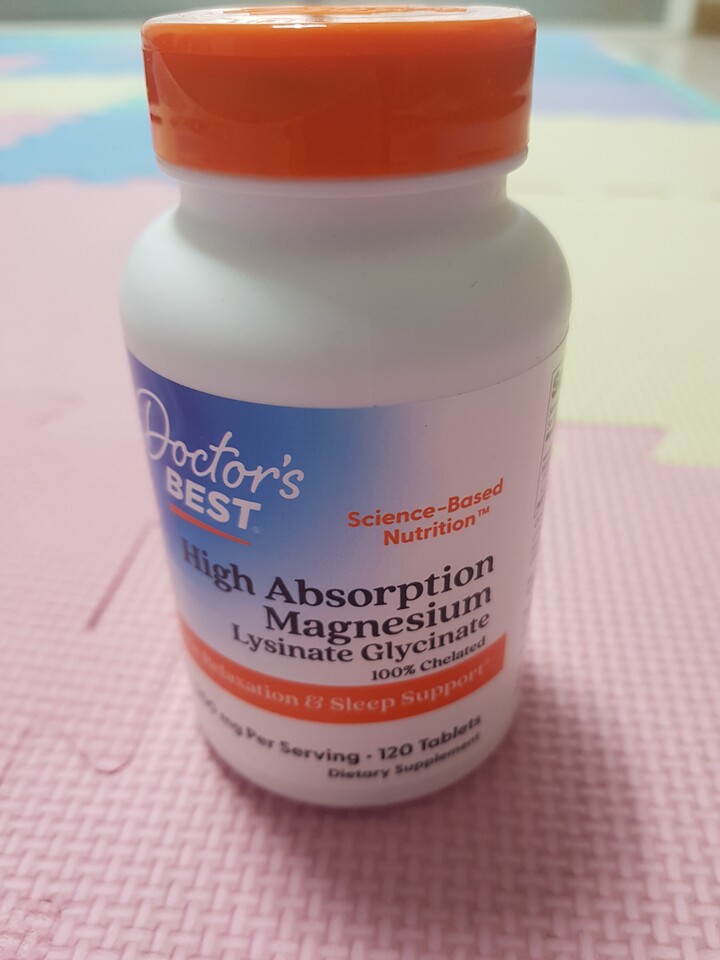 Doctor's
BEST
Science-Based
Nutrition™
High Absorption
Magnesium
Lysinate Glycinate
100% Chelated
Relaxation & Sleep Support
mg Per Serving • 120 Tablets
Dietary Supplement